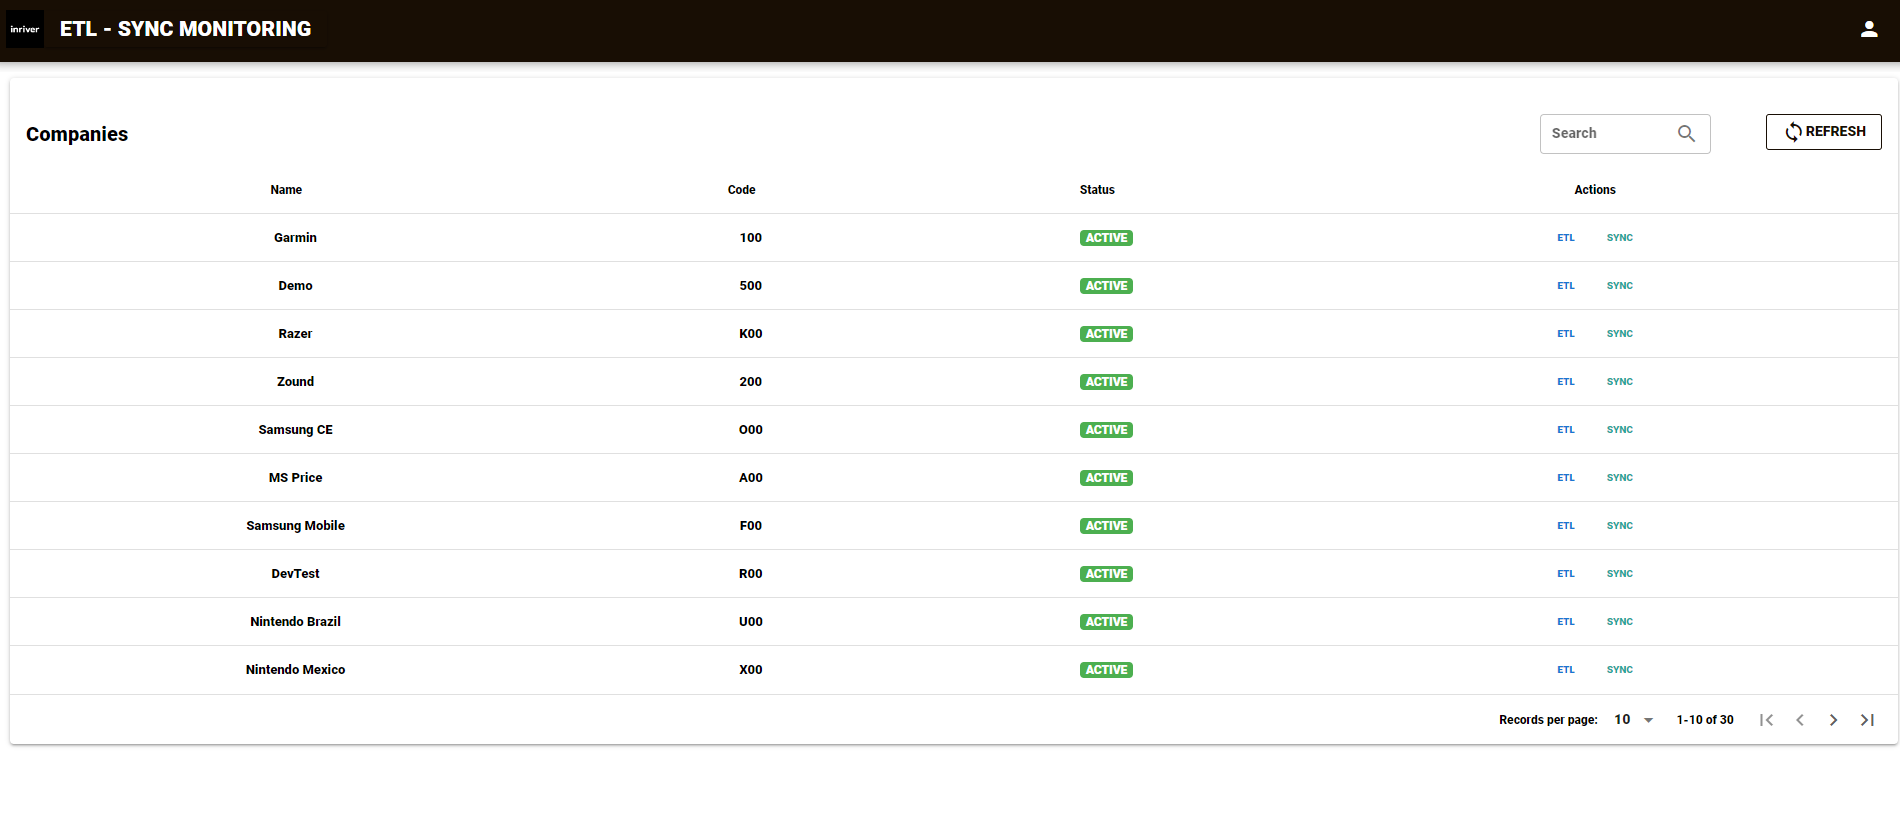 inriver ETL - SYNC MONITORING
Companies Search REFRESH
Name Code Status Actions
Garmin 100 ACTIVE ETL SYNC
Demo 500 ACTIVE ETL SYNC
Razer K00 ACTIVE ETL SYNC
Zound 200 ACTIVE ETL SYNC
Samsung CE O00 ACTIVE ETL SYNC
MS Price A00 ACTIVE ETL SYNC
Samsung Mobile F00 ACTIVE ETL SYNC
DevTest R00 ACTIVE ETL SYNC
Nintendo Brazil U00 ACTIVE ETL SYNC
Nintendo Mexico X00 ACTIVE ETL SYNC
Records per page: 10 1-10 of 30